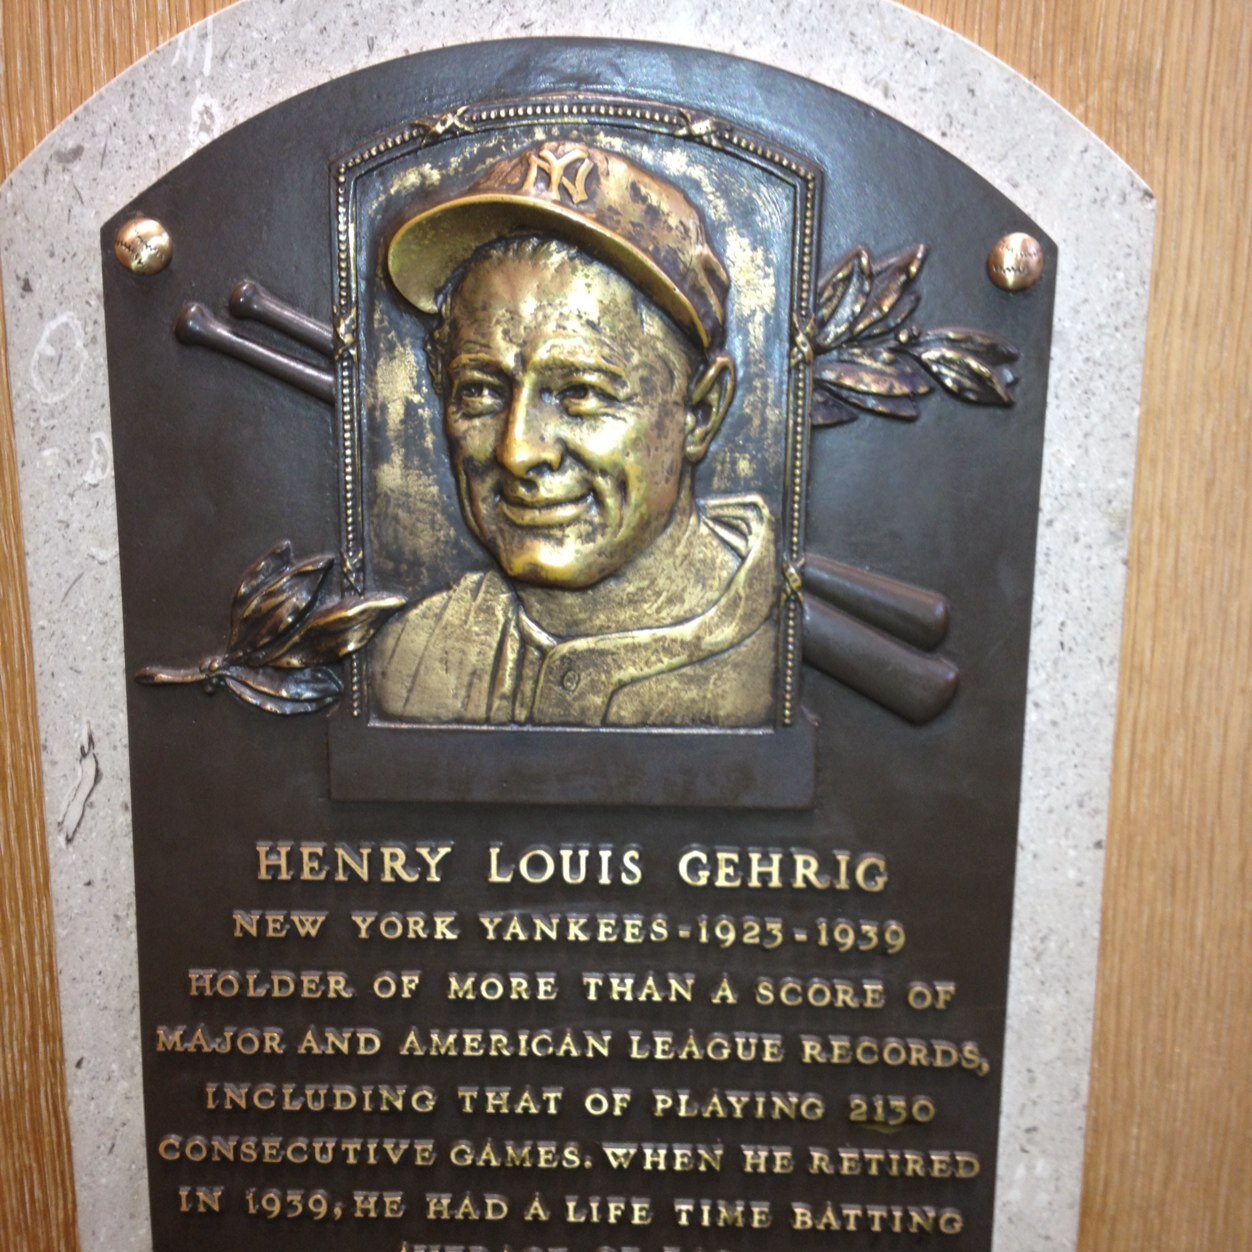 NY
HENRY LOUIS GEHRIG
NEW YORK YANKEES-1923-1939
HOLDER OF MORE THAN A SCORE OF
MAJOR AND AMERICAN LEAGUE RECORDS,
INCLUDING THAT OF PLAYING 2130
CONSECUTIVE GAMES. WHEN HE RETIRED
IN 1939, HE HAD A LIFE TIME BATTING